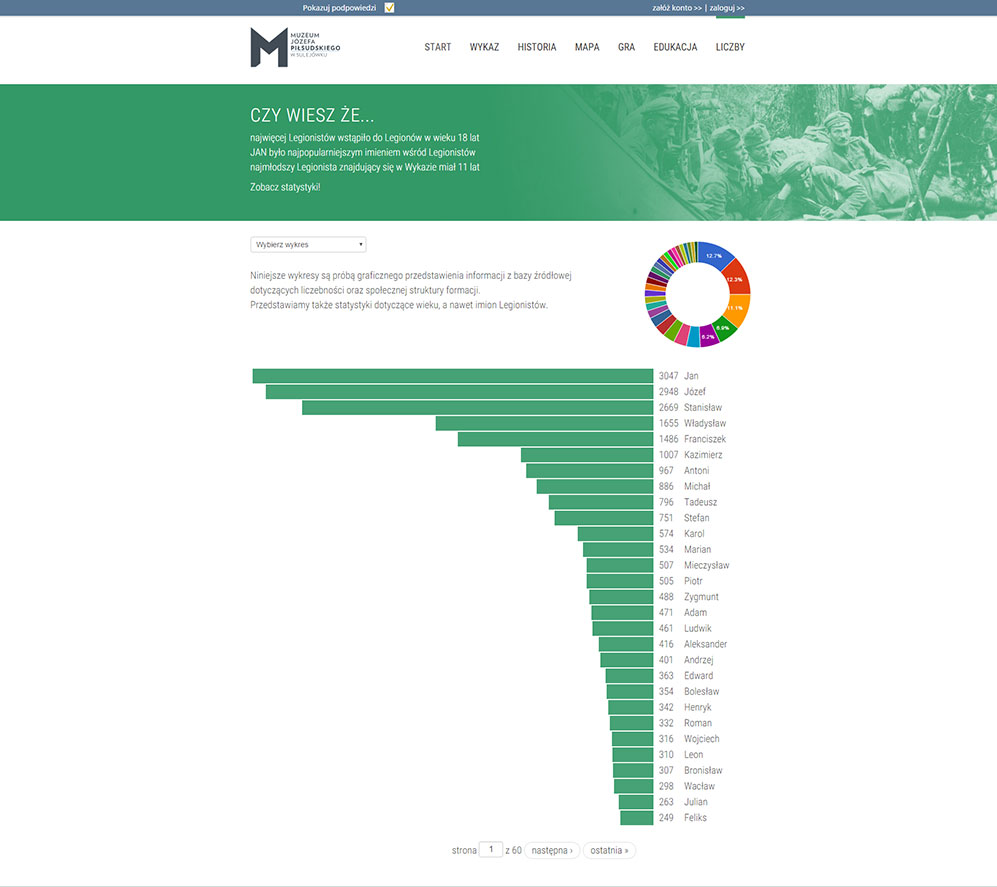 Pokazuj podpowiedzi
załóż konto >> | zaloguj >>
MUZEUM
JÓZEFA
PIŁSUDSKIEGO
W SULEJÓWKU
START WYKAZ HISTORIA MAPA GRA EDUKACJA LICZBY
CZY WIESZ ŻE...
najwięcej Legionistów wstąpiło do Legionów w wieku 18 lat
JAN było najpopularniejszym imieniem wśród Legionistów
najmłodszy Legionista znajdujący się w Wykazie miał 11 lat
Zobacz statystyki!
Wybierz wykres
Niniejsze wykresy są próbą graficznego przedstawienia informacji z bazy źródłowej
dotyczących liczebności oraz społecznej struktury formacji.
Przedstawiamy także statystyki dotyczące wieku, a nawet imion Legionistów.
12.7%
12.3%
11.1%
6.9%
6.2%
3047 Jan
2948 Józef
2669 Stanisław
1655 Władysław
1486 Franciszek
1007 Kazimierz
967 Antoni
886 Michał
796 Tadeusz
751 Stefan
574 Karol
534 Marian
507 Mieczysław
505 Piotr
488 Zygmunt
471 Adam
461 Ludwik
416 Aleksander
401 Andrzej
363 Edward
354 Bolesław
342 Henryk
332 Roman
316 Wojciech
310 Leon
307 Bronisław
298 Wacław
263 Julian
249 Feliks
strona 1 z 60 następna › ostatnia »